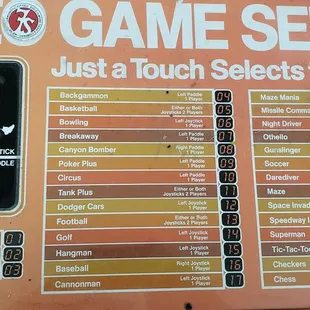 GAME SE
Just a Touch Selects
Backgammon Left Paddle 1 Player 04
Basketball Either or Both Joysticks 2 Players 05
Bowling Left Joystick 1 Player 06
Breakaway Left Paddle 1 Player 07
Canyon Bomber Right Paddle 1 Player 08
Poker Plus Left Paddle 1 Player 09
Circus Left Paddle 1 Player 10
Tank Plus Either or Both Joysticks 2 Players 11
Dodger Cars Left Joystick 1 Player 12
Football Either or Both Joysticks 2 Players 13
Golf Left Joystick 1 Player 14
Hangman Left Joystick 1 Player 15
Baseball Right Joystick 1 Player 16
Cannonman Left Joystick 1 Player 17
Maze Mania
Missile Comma
Night Driver
Othello
Gunslinger
Soccer
Daredriver
Maze
Space Invad
Speedway
Superman
Tic-Tac-To
Checkers
Chess
STICK
DLE
01
02
03